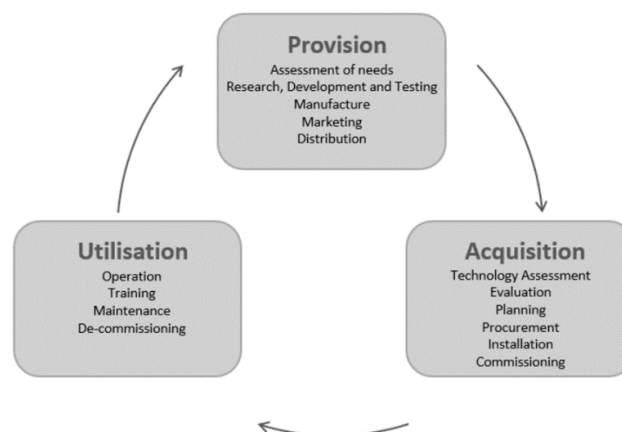 Provision
Assessment of needs
Research, Development and Testing
Manufacture
Marketing
Distribution
Utilisation
Operation
Training
Maintenance
De-commissioning
Acquisition
Technology Assessment
Evaluation
Planning
Procurement
Installation
Commissioning